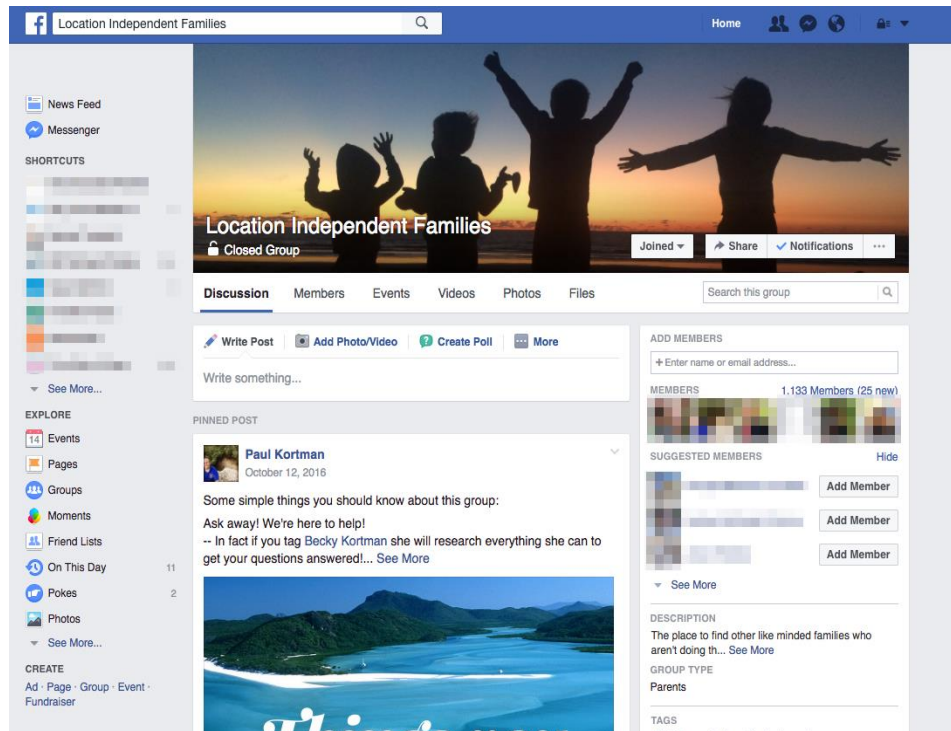 Location Independent Families
Home
News Feed
Messenger
SHORTCUTS
See More...
EXPLORE
14 Events
Pages
Groups
Moments
Friend Lists
On This Day 11
Pokes 2
Photos
See More...
CREATE
Ad · Page · Group · Event ·
Fundraiser
Location Independent Families
Closed Group
Joined Share Notifications ...
Discussion Members Events Videos Photos Files
Search this group
Write Post Add Photo/Video Create Poll More
Write something...
PINNED POST
Paul Kortman
October 12, 2016
Some simple things you should know about this group:
Ask away! We're here to help!
-- In fact if you tag Becky Kortman she will research everything she can to
get your questions answered!... See More
ADD MEMBERS
+ Enter name or email address...
MEMBERS 1,133 Members (25 new)
SUGGESTED MEMBERS Hide
Add Member
Add Member
Add Member
See More
DESCRIPTION
The place to find other like minded families who
aren't doing th... See More
GROUP TYPE
Parents
TAGS